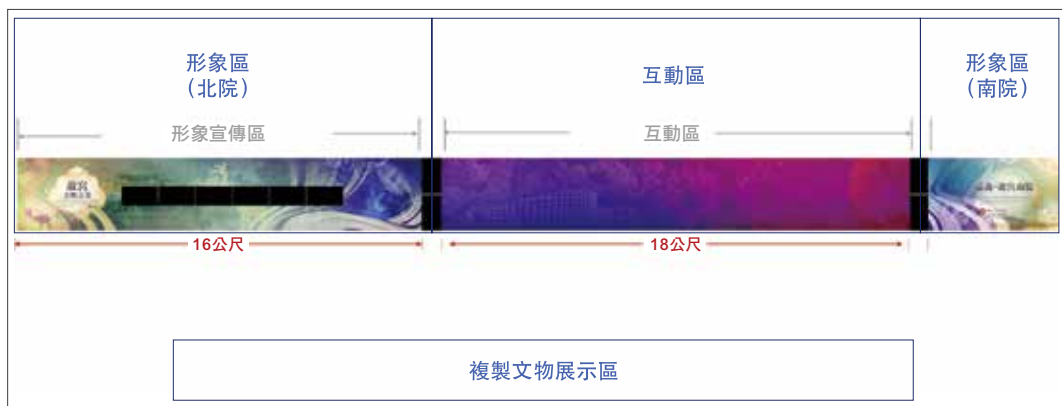 形象區
（北院）
互動區
形象區
（南院）
形象宣傳區
互動區
16公尺
18公尺
複製文物展示區